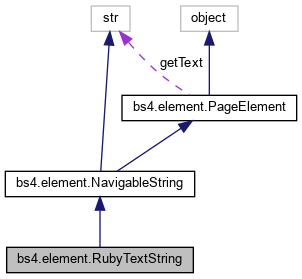 str
object
getText
bs4.element.PageElement
bs4.element.NavigableString
bs4.element.RubyTextString